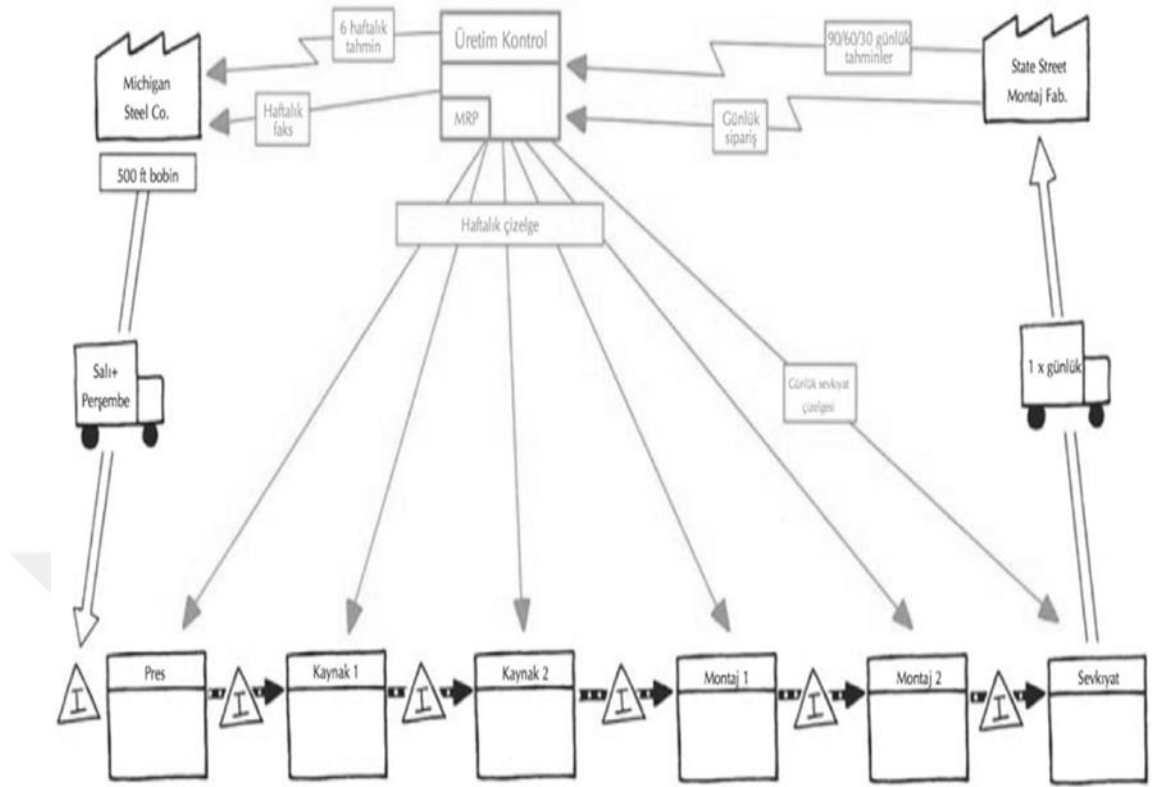 6 haftalık
tahmin
Üretim Kontrol
90/60/30 günlük
tahminler
Michigan
Steel Co.
State Street
Montaj Fab.
Haftalık
faks
MRP
Günlük
sipariş
500 ft bobin
Haftalık çizelge
Salı+
Perşembe
Günlük sevkıyat
çizelgesi
1 x günlük
I
Pres
I
Kaynak 1
I
Kaynak 2
I
Montaj 1
I
Montaj 2
I
Sevkıyat